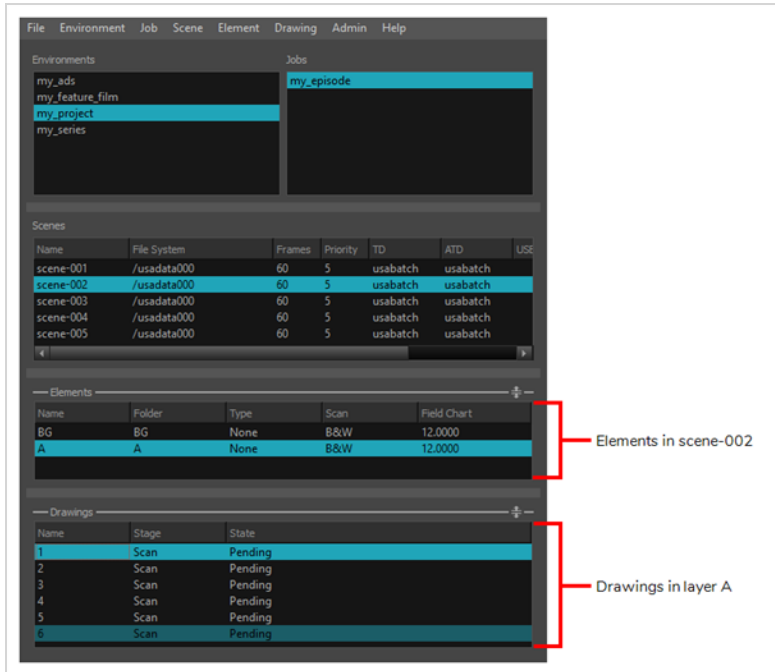 File Environment Job Scene Element Drawing Admin Help
Environments
my_ads
my_feature_film
my_project
my_series
Jobs
my_episode
Scenes
Name File System Frames Priority TD ATD USE
scene-001 /usadata000 60 5 usabatch usabatch
scene-002 /usadata000 60 5 usabatch usabatch
scene-003 /usadata000 60 5 usabatch usabatch
scene-004 /usadata000 60 5 usabatch usabatch
scene-005 /usadata000 60 5 usabatch usabatch
Elements
Name Folder Type Scan Field Chart
BG BG None B&W 12.0000
A A None B&W 12.0000
Elements in scene-002
Drawings
Name Stage State
1 Scan Pending
2 Scan Pending
3 Scan Pending
4 Scan Pending
5 Scan Pending
6 Scan Pending
Drawings in layer A